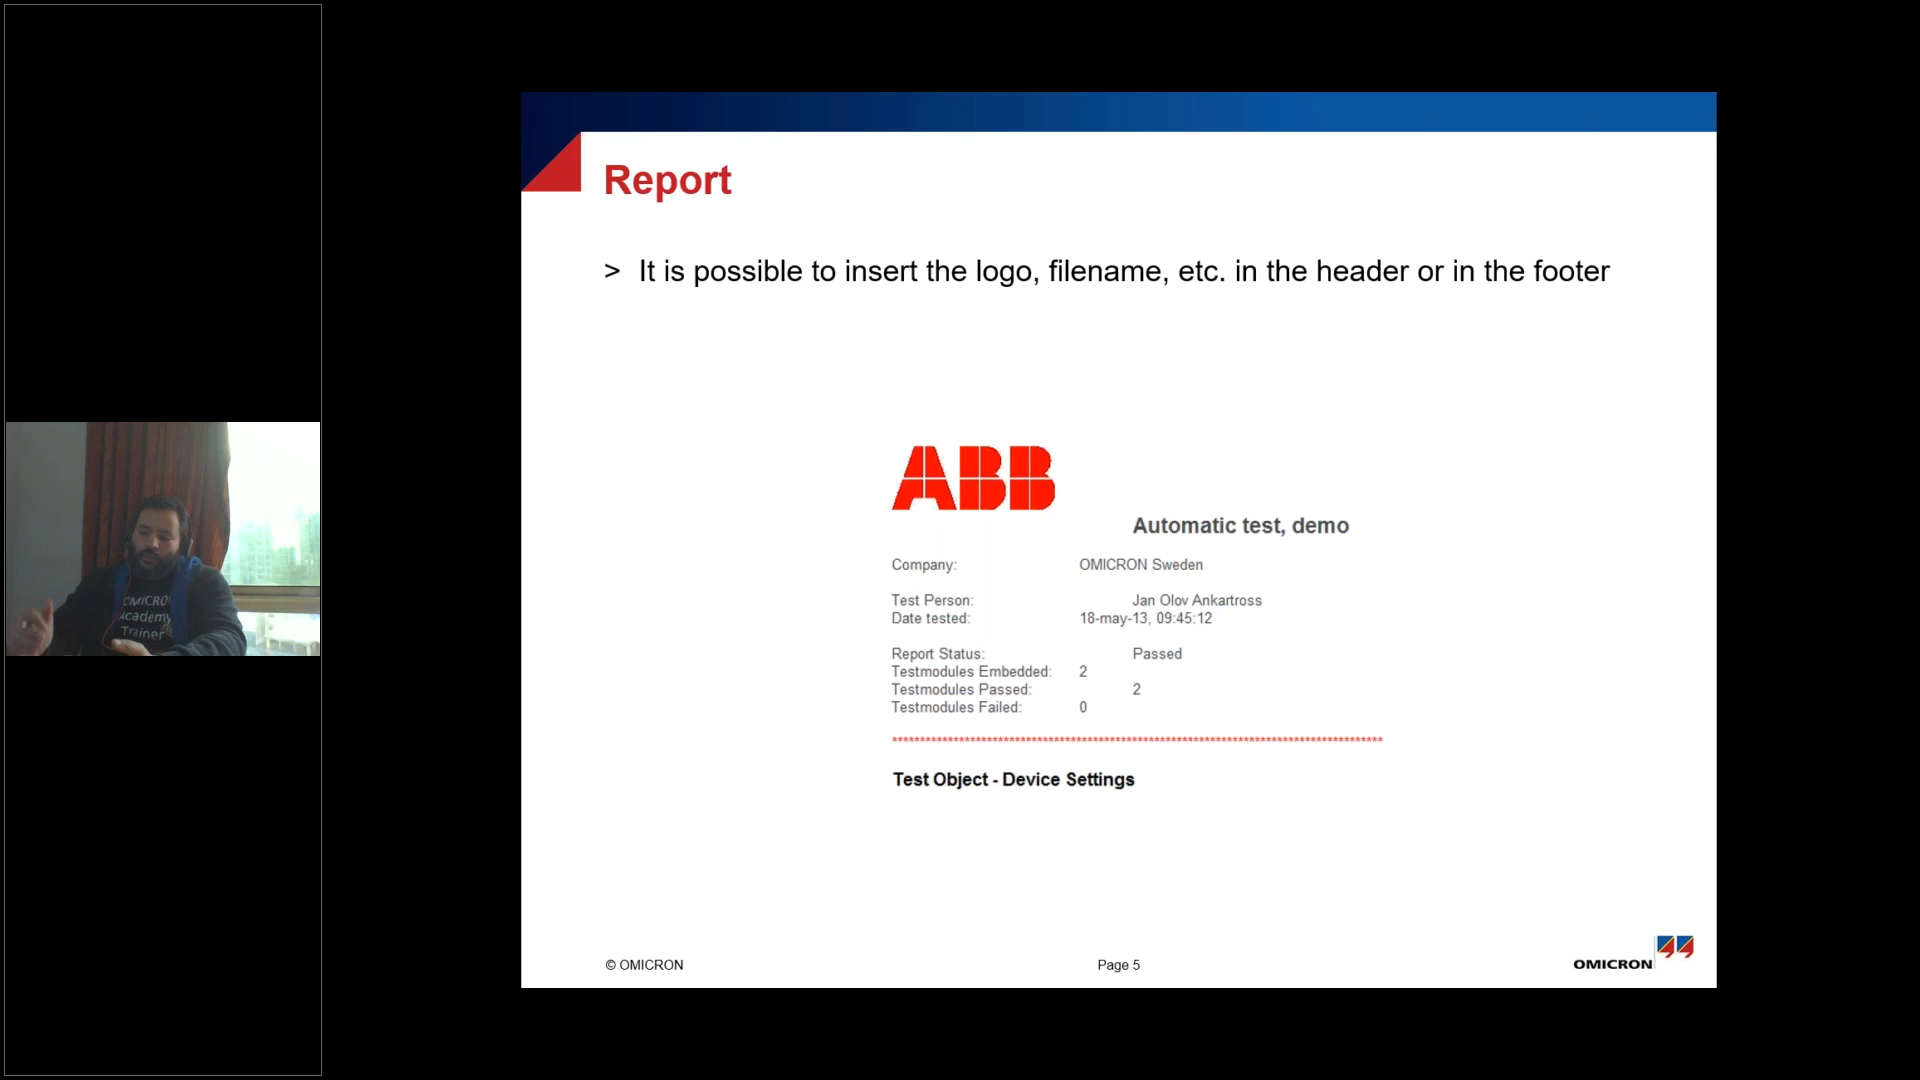 Report
> It is possible to insert the logo, filename, etc. in the header or in the footer
ABB
Automatic test, demo
Company: OMICRON Sweden
Test Person: Jan Olov Ankartross
Date tested: 18-may-13, 09:45:12
Report Status: Passed
Testmodules Embedded: 2
Testmodules Passed: 2
Testmodules Failed: 0
Test Object - Device Settings
© OMICRON
Page 5
OMICRON
OMICRO
Academy
Trainer